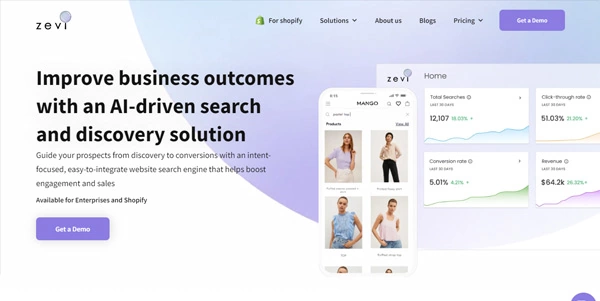 zevi
For shopify
Solutions
About us
Blogs
Pricing
Get a Demo
Improve business outcomes
with an AI-driven search
and discovery solution
Guide your prospects from discovery to conversions with an intent-
focused, easy-to-integrate website search engine that helps boost
engagement and sales
Available for Enterprises and Shopify
Get a Demo
MANGO
Products
View All
zevi
Home
Total Searches
LAST 30 DAYS
12,107 18.03%
Click-through rate
LAST 30 DAYS
51.03% 21.20%
Conversion rate
LAST 30 DAYS
5.01% 4.21%
Revenue
LAST 30 DAYS
$64.2k 26.32%